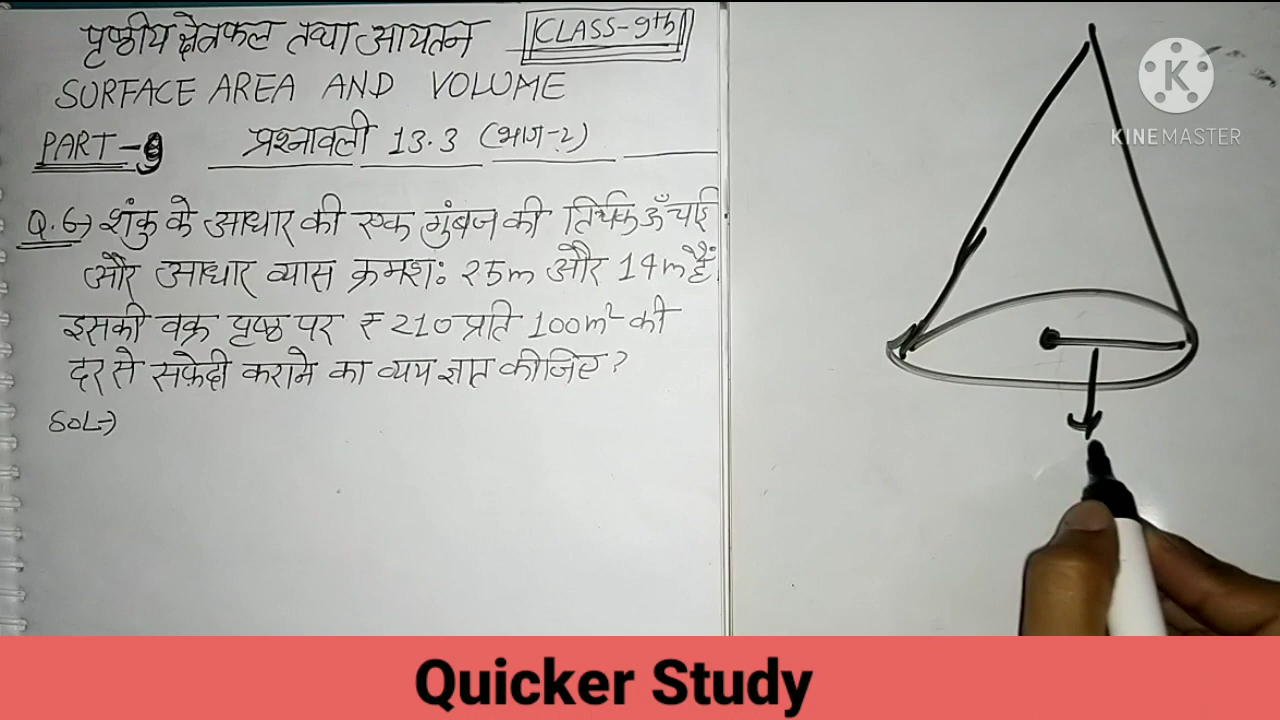 पृष्ठीय क्षेत्रफल तथा आयतन
CLASS-9th
SURFACE AREA AND VOLUME
PART-9 प्रश्नावली 13.3 (भाग-2)
Q.6→ शंकु के आधार की एक गुंबज की तिर्यक ऊँचाई
और आधार व्यास क्रमशः 25m और 14m हैं।
इसकी वक्र पृष्ठ पर ₹210 प्रति 100m² की
दर से सफ़ेदी कराने का व्यय ज्ञात कीजिए?
SOL→
K
KINEMASTER
Quicker Study